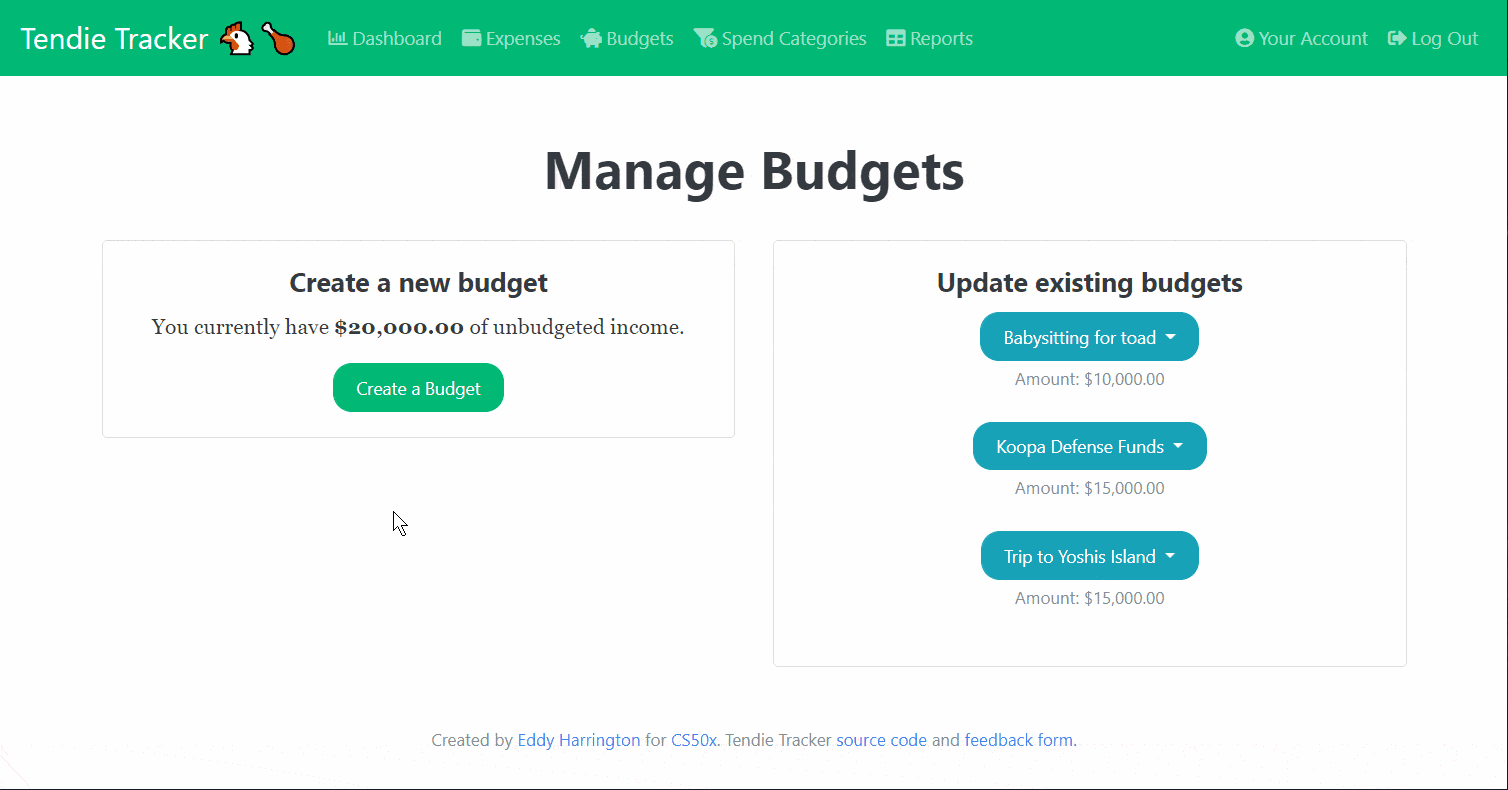 Tendie Tracker Dashboard Expenses Budgets Spend Categories Reports Your Account Log Out
Manage Budgets
Create a new budget
You currently have $20,000.00 of unbudgeted income.
Create a Budget
Update existing budgets
Babysitting for toad
Amount: $10,000.00
Koopa Defense Funds
Amount: $15,000.00
Trip to Yoshis Island
Amount: $15,000.00
Created by Eddy Harrington for CS50x. Tendie Tracker source code and feedback form.